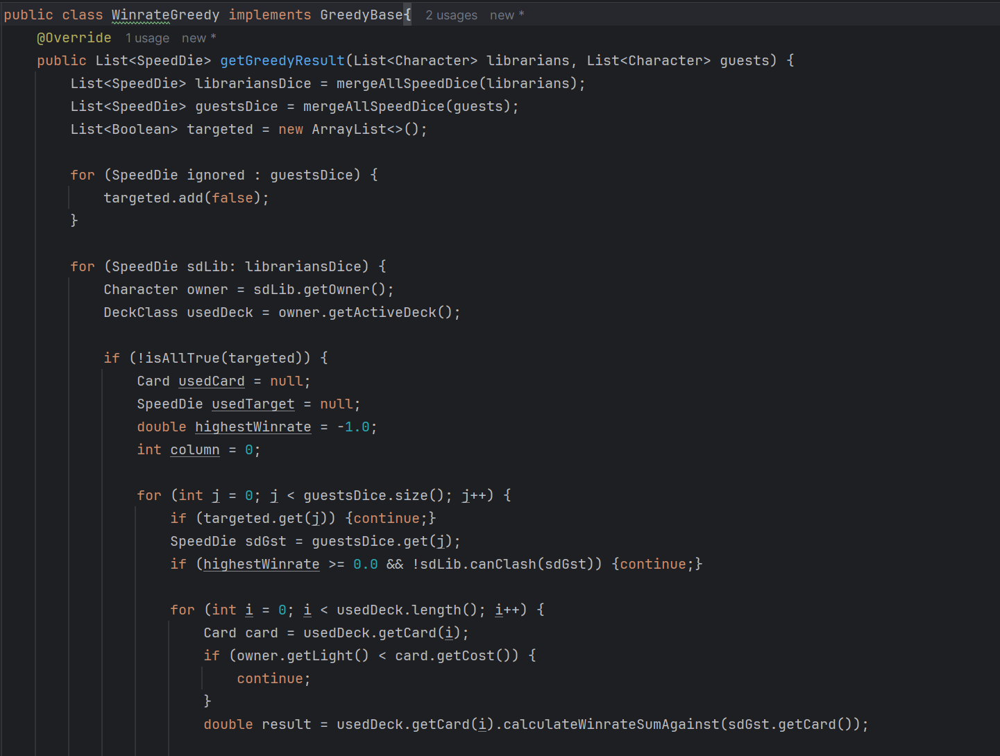 public class WinrateGreedy implements GreedyBase{ 2 usages new *
    @Override 1 usage new *
    public List<SpeedDie> getGreedyResult(List<Character> librarians, List<Character> guests) {
        List<SpeedDie> librariansDice = mergeAllSpeedDice(librarians);
        List<SpeedDie> guestsDice = mergeAllSpeedDice(guests);
        List<Boolean> targeted = new ArrayList<>();

        for (SpeedDie ignored : guestsDice) {
            targeted.add(false);
        }

        for (SpeedDie sdLib: librariansDice) {
            Character owner = sdLib.getOwner();
            DeckClass usedDeck = owner.getActiveDeck();

            if (!isAllTrue(targeted)) {
                Card usedCard = null;
                SpeedDie usedTarget = null;
                double highestWinrate = -1.0;
                int column = 0;

                for (int j = 0; j < guestsDice.size(); j++) {
                    if (targeted.get(j)) {continue;}
                    SpeedDie sdGst = guestsDice.get(j);
                    if (highestWinrate >= 0.0 && !sdLib.canClash(sdGst)) {continue;}

                    for (int i = 0; i < usedDeck.length(); i++) {
                        Card card = usedDeck.getCard(i);
                        if (owner.getLight() < card.getCost()) {
                            continue;
                        }
                        double result = usedDeck.getCard(i).calculateWinrateSumAgainst(sdGst.getCard());